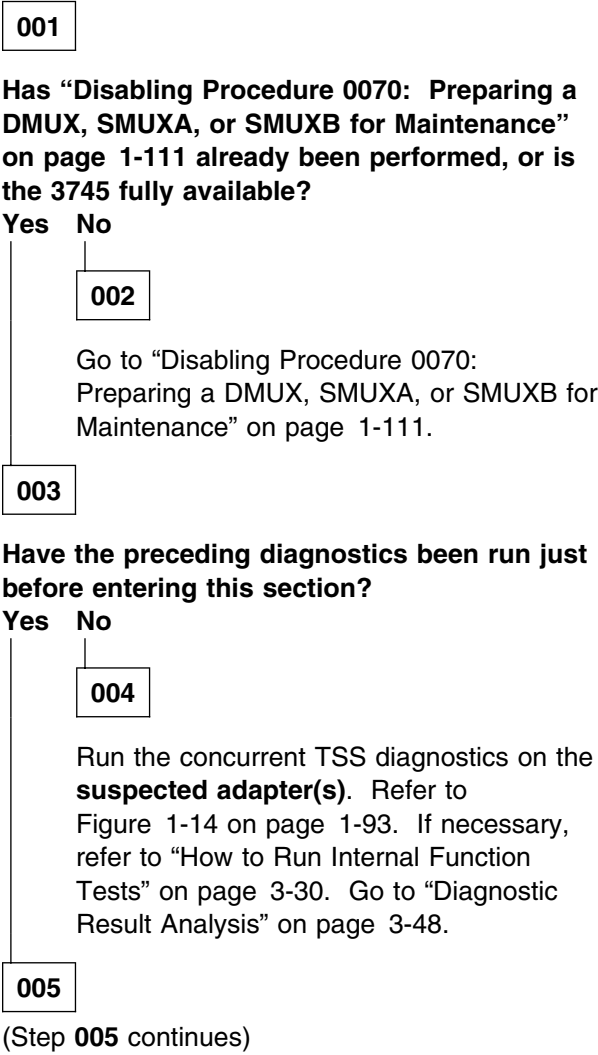 001
Has “Disabling Procedure 0070: Preparing a
DMUX, SMUXA, or SMUXB for Maintenance”
on page 1-111 already been performed, or is
the 3745 fully available?
Yes No
002
Go to “Disabling Procedure 0070:
Preparing a DMUX, SMUXA, or SMUXB for
Maintenance” on page 1-111.
003
Have the preceding diagnostics been run just
before entering this section?
Yes No
004
Run the concurrent TSS diagnostics on the
suspected adapter(s). Refer to
Figure 1-14 on page 1-93. If necessary,
refer to “How to Run Internal Function
Tests” on page 3-30. Go to “Diagnostic
Result Analysis” on page 3-48.
005
(Step 005 continues)